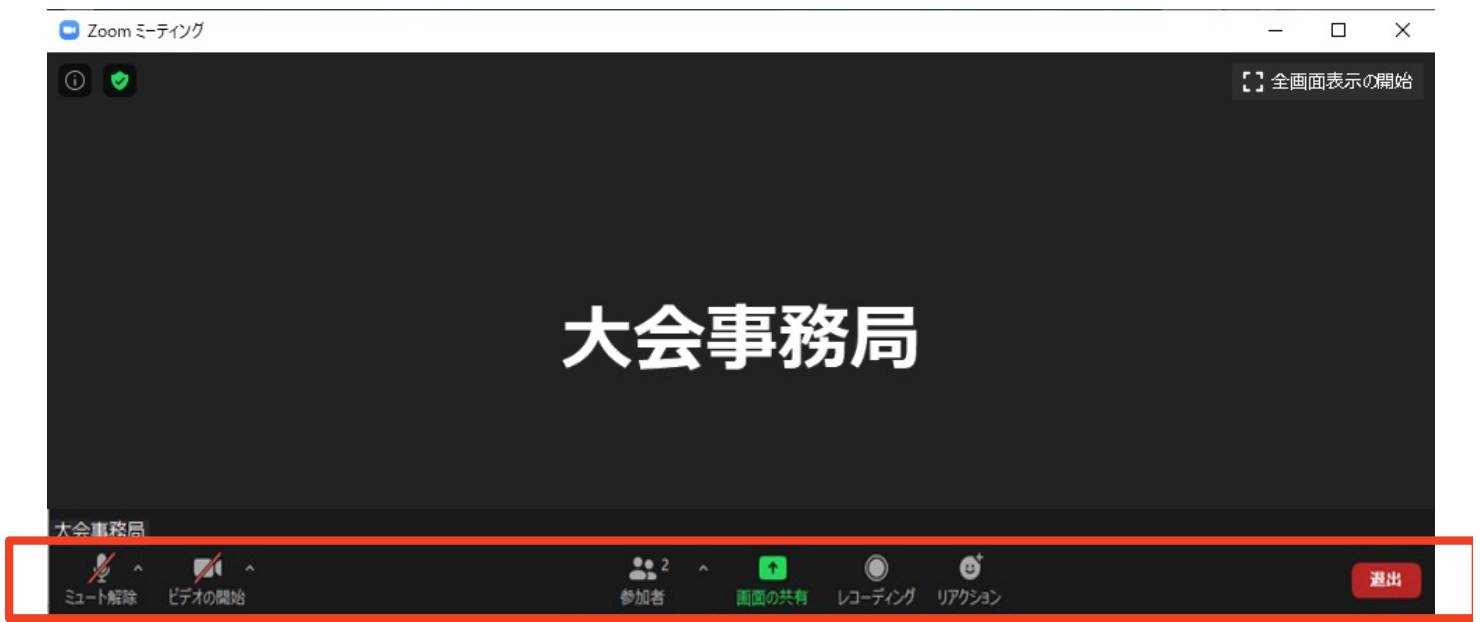 Zoom ミーティング
全画面表示の開始
大会事務局
大会事務局
ミュート解除
ビデオの開始
2
参加者
画面の共有
レコーディング
リアクション
退出